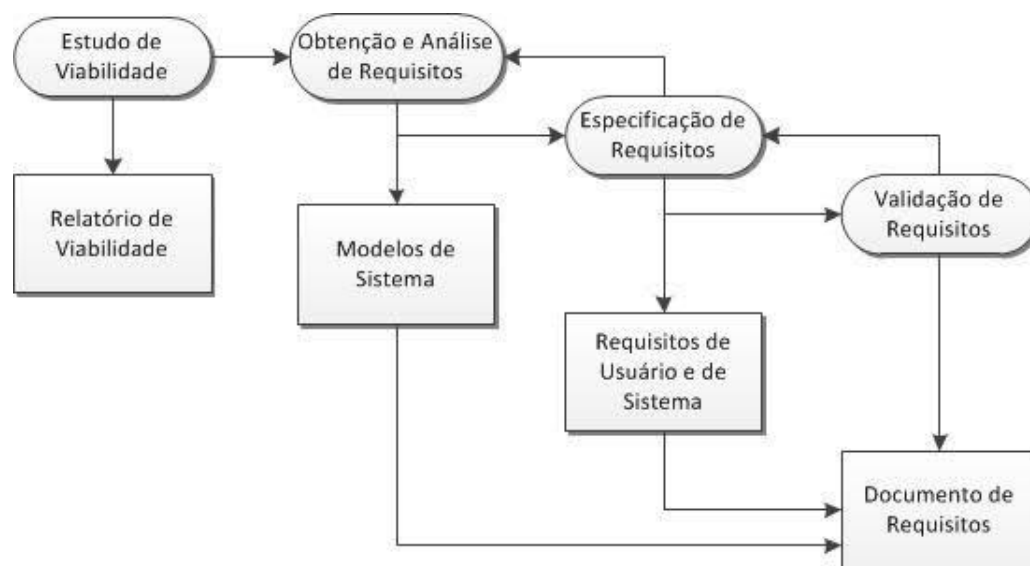 Estudo de
Viabilidade
Obtenção e Análise
de Requisitos
Especificação de
Requisitos
Validação de
Requisitos
Relatório de
Viabilidade
Modelos de
Sistema
Requisitos de
Usuário e de
Sistema
Documento de
Requisitos